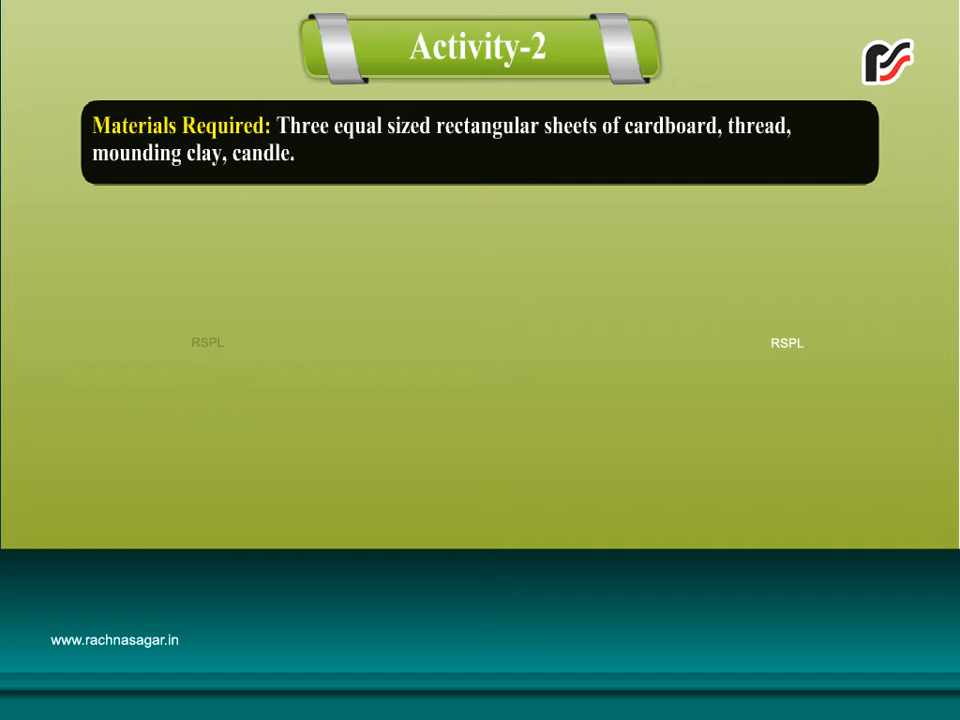 Activity-2
Materials Required: Three equal sized rectangular sheets of cardboard, thread,
mounding clay, candle.
RSPL
RSPL
www.rachnasagar.in